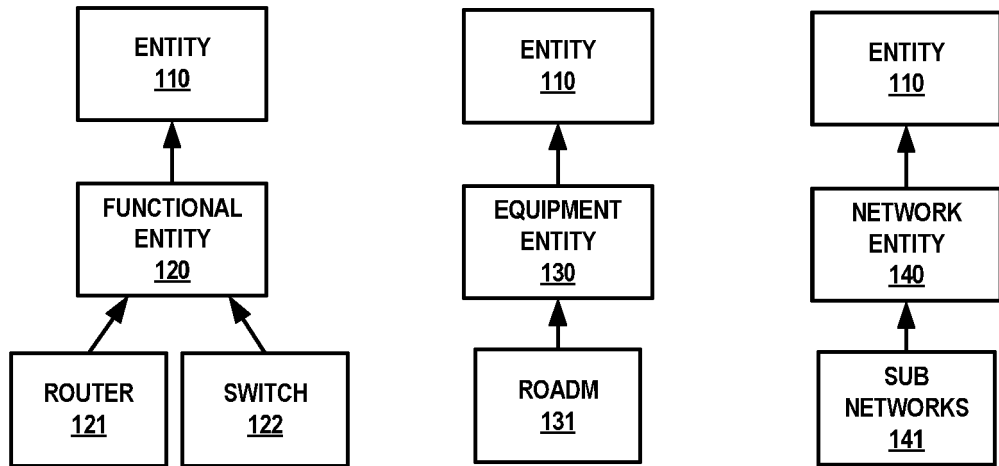 ENTITY
110
FUNCTIONAL
ENTITY
120
ROUTER
121
SWITCH
122
ENTITY
110
EQUIPMENT
ENTITY
130
ROADM
131
ENTITY
110
NETWORK
ENTITY
140
SUB
NETWORKS
141